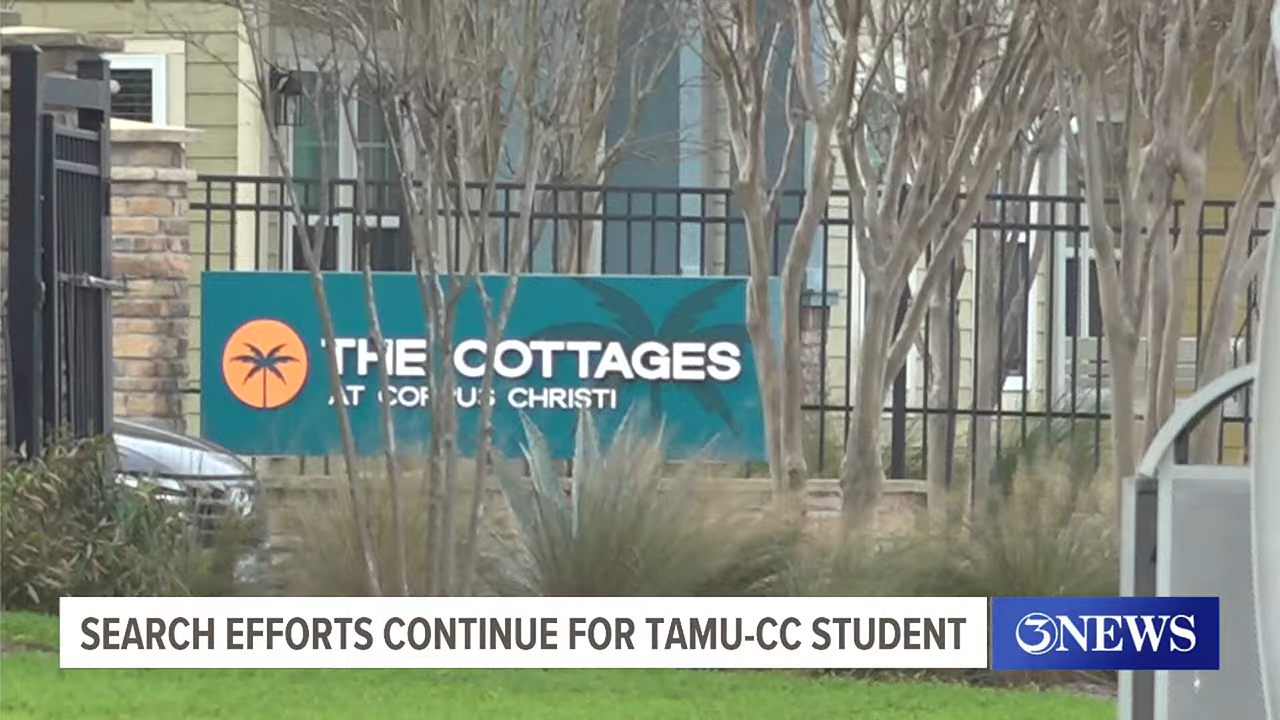 THE COTTAGES
AT CORPUS CHRISTI
SEARCH EFFORTS CONTINUE FOR TAMU-CC STUDENT
3NEWS